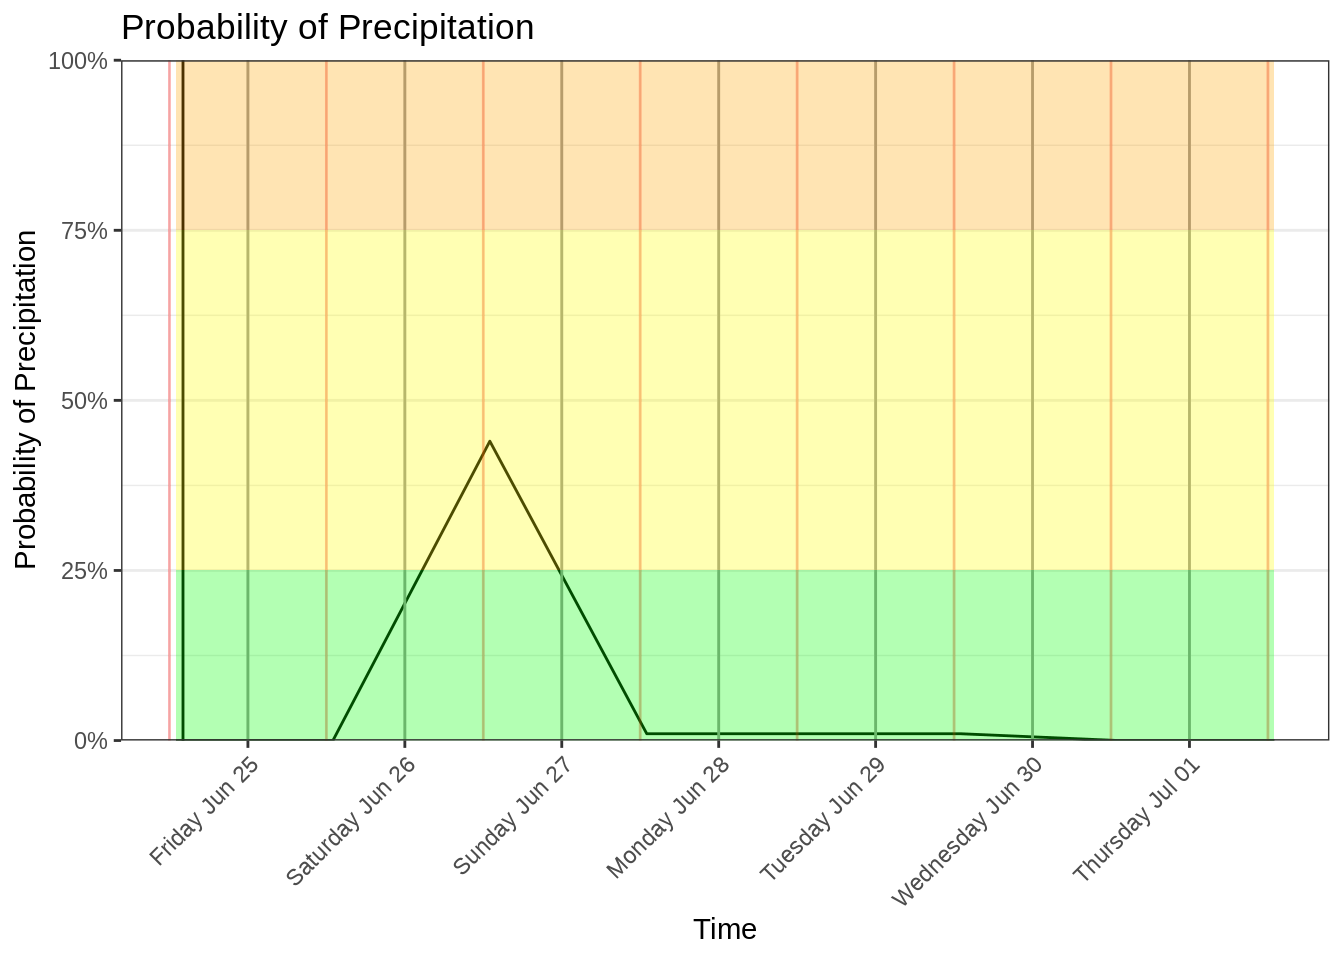 Probability of Precipitation
Probability of Precipitation
100%
75%
50%
25%
0%
Friday Jun 25
Saturday Jun 26
Sunday Jun 27
Monday Jun 28
Tuesday Jun 29
Wednesday Jun 30
Thursday Jul 01
Time